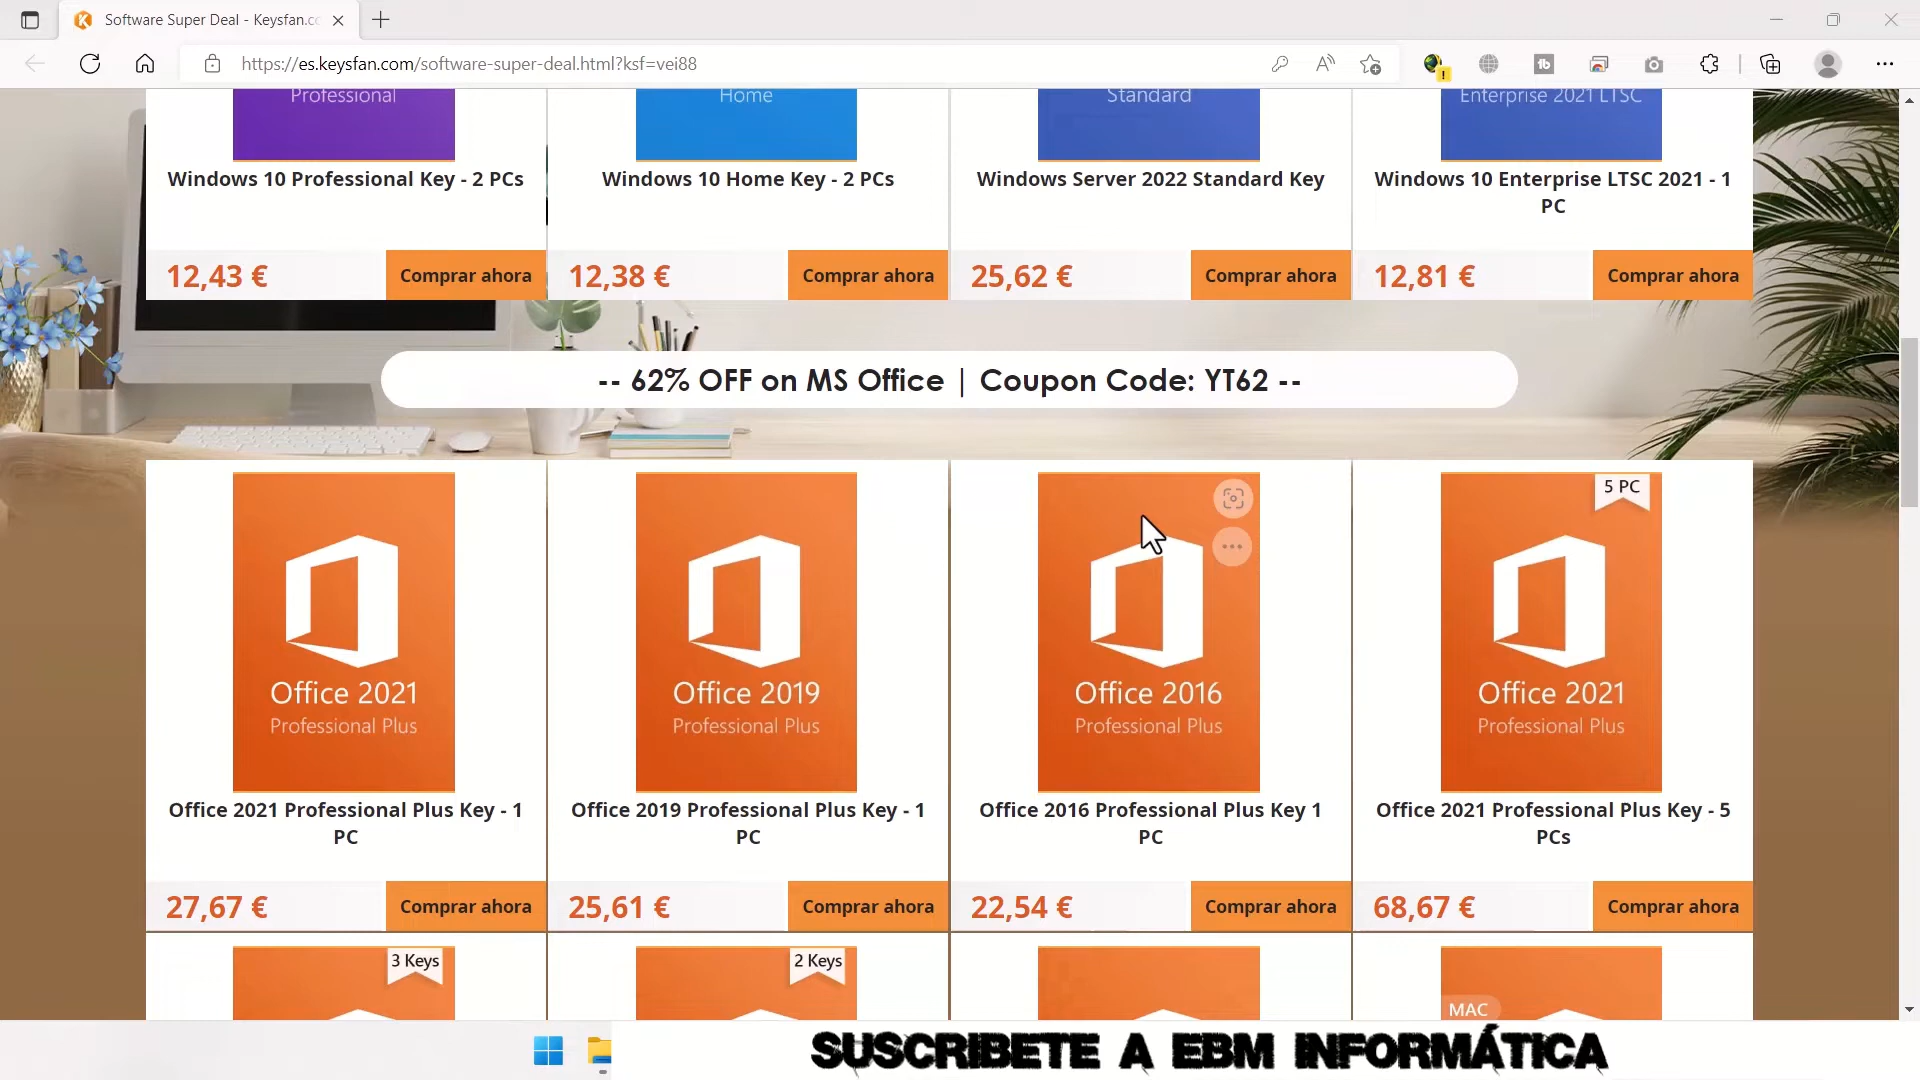 Software Super Deal - Keysfan.co
https://es.keysfan.com/software-super-deal.html?ksf=vei88
Professional
Home
Standard
Enterprise 2021 LTSC
Windows 10 Professional Key - 2 PCs
Windows 10 Home Key - 2 PCs
Windows Server 2022 Standard Key
Windows 10 Enterprise LTSC 2021 - 1
PC
12,43 €
Comprar ahora
12,38 €
Comprar ahora
25,62 €
Comprar ahora
12,81 €
Comprar ahora
-- 62% OFF on MS Office | Coupon Code: YT62 --
Office 2021
Professional Plus
Office 2019
Professional Plus
Office 2016
Professional Plus
5 PC
Office 2021
Professional Plus
Office 2021 Professional Plus Key - 1
PC
Office 2019 Professional Plus Key - 1
PC
Office 2016 Professional Plus Key 1
PC
Office 2021 Professional Plus Key - 5
PCs
27,67 €
Comprar ahora
25,61 €
Comprar ahora
22,54 €
Comprar ahora
68,67 €
Comprar ahora
3 Keys
2 Keys
MAC
SUSCRIBETE A EBM INFORMÁTICA